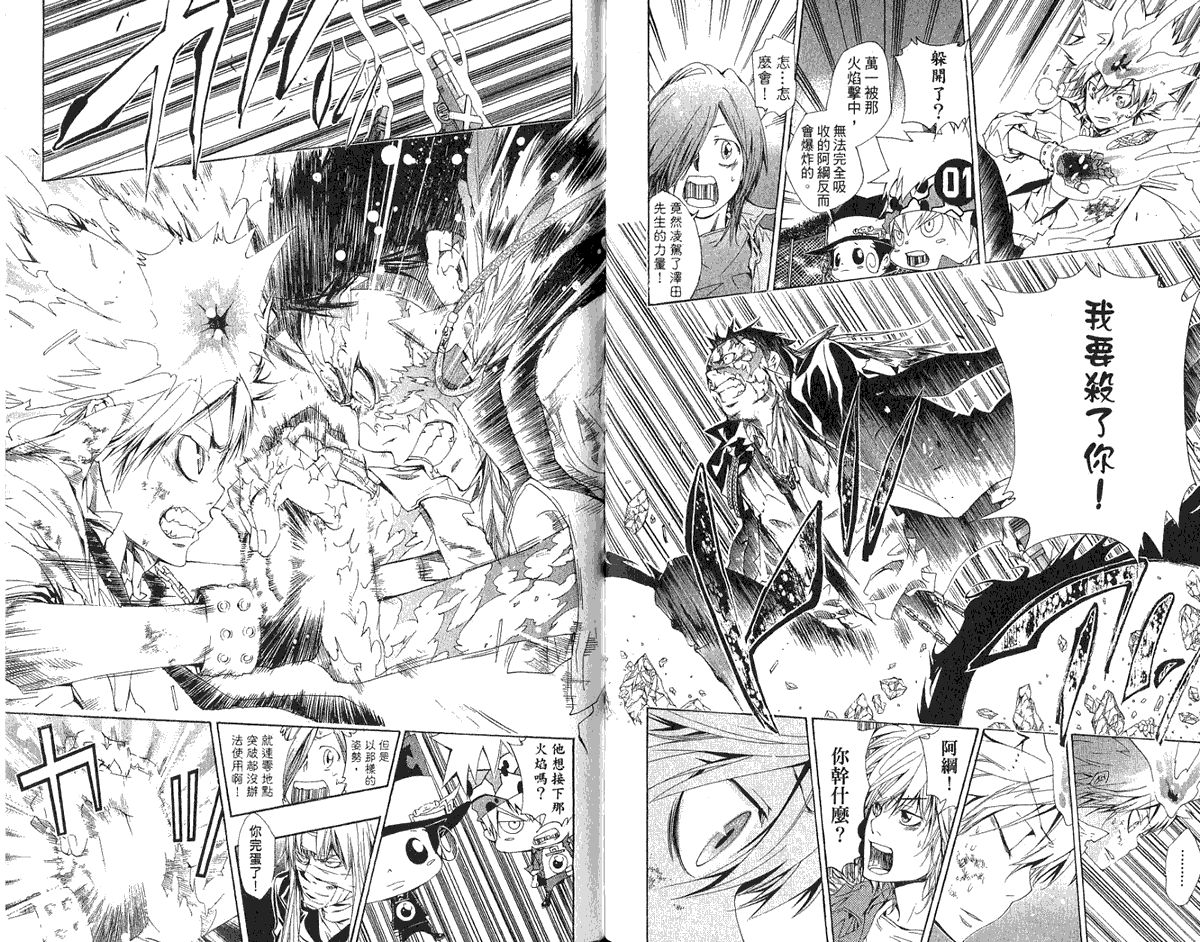 躲開了？
01
萬一被那
火焰擊中，
無法完全吸
收的阿綱反而
會爆炸的。
怎…怎
麼會！
竟然凌駕了澤田
先生的力量！
我要殺了你！
………
阿綱！
你幹什麼？
他想接下那
火焰嗎？
但是
以那樣的
姿勢，
就連零地點
突破都沒辦
法使用啊！
你完蛋了！
カッ!!